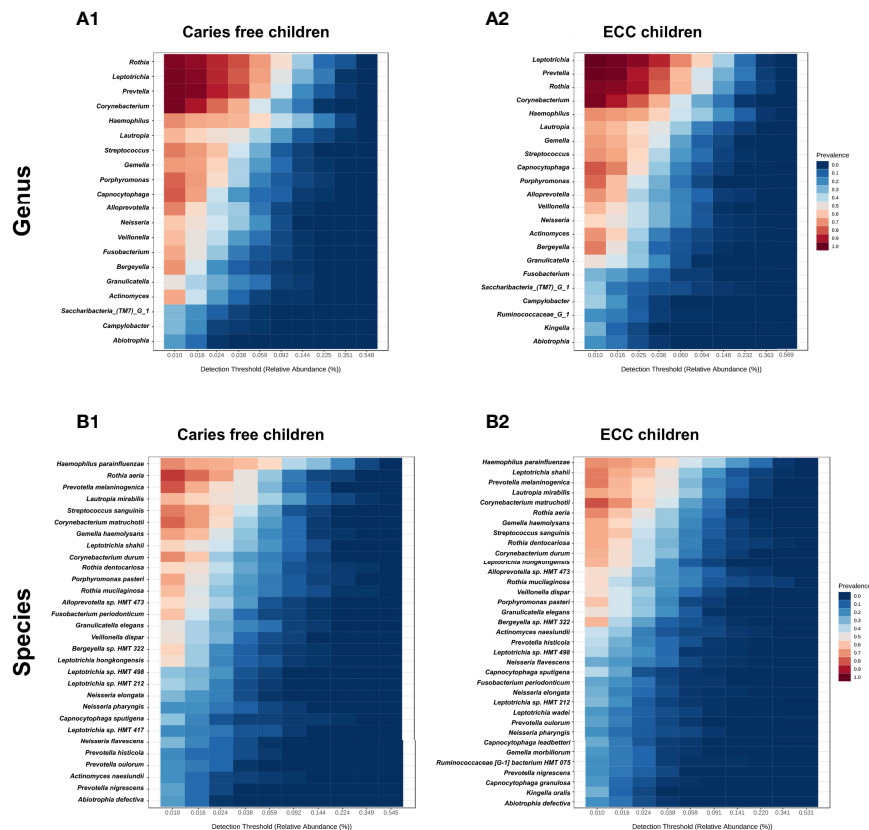 A1
A2
Caries free children
ECC children
Genus
Rothia
Leptotrichia
Prevtella
Corynebacterium
Haemophilus
Lautropia
Streptococcus
Gemella
Porphyromonas
Capnocytophaga
Alloprevotella
Neisseria
Veillonella
Fusobacterium
Bergeyella
Granulicatella
Actinomyces
Saccharibacteria_(TM7)_G_1
Campylobacter
Abiotrophia
0.010 0.016 0.024 0.038 0.059 0.092 0.144 0.225 0.351 0.548
Detection Threshold (Relative Abundance (%))
Leptotrichia
Prevtella
Rothia
Corynebacterium
Haemophilus
Lautropia
Gemella
Streptococcus
Capnocytophaga
Porphyromonas
Alloprevotella
Veillonella
Neisseria
Actinomyces
Bergeyella
Granulicatella
Fusobacterium
Saccharibacteria_(TM7)_G_1
Campylobacter
Ruminococcaceae_G_1
Kingella
Abiotrophia
0.010 0.016 0.025 0.038 0.060 0.094 0.148 0.232 0.363 0.569
Detection Threshold (Relative Abundance (%))
Prevalence
0.0
0.1
0.2
0.3
0.4
0.5
0.6
0.7
0.8
0.9
1.0
B1
B2
Caries free children
ECC children
Species
Haemophilus parainfluenzae
Rothia aeria
Prevotella melaninogenica
Lautropia mirabilis
Streptococcus sanguinis
Corynebacterium matruchotii
Gemella haemolysans
Leptotrichia shahii
Corynebacterium durum
Rothia dentocariosa
Porphyromonas pasteri
Rothia mucilaginosa
Alloprevotella sp. HMT 473
Fusobacterium periodonticum
Granulicatella elegans
Veillonella dispar
Bergeyella sp. HMT 322
Leptotrichia hongkongensis
Leptotrichia sp. HMT 498
Leptotrichia sp. HMT 212
Neisseria elongata
Neisseria pharyngis
Capnocytophaga sputigena
Leptotrichia sp. HMT 417
Neisseria flavescens
Prevotella histicola
Prevotella oulorum
Actinomyces naeslundii
Prevotella nigrescens
Abiotrophia defectiva
0.010 0.016 0.024 0.038 0.059 0.092 0.144 0.224 0.349 0.545
Detection Threshold (Relative Abundance (%))
Haemophilus parainfluenzae
Leptotrichia shahii
Prevotella melaninogenica
Lautropia mirabilis
Corynebacterium matruchotii
Rothia aeria
Gemella haemolysans
Streptococcus sanguinis
Rothia dentocariosa
Corynebacterium durum
Leptotrichia hongkongensis
Alloprevotella sp. HMT 473
Rothia mucilaginosa
Veillonella dispar
Porphyromonas pasteri
Granulicatella elegans
Bergeyella sp. HMT 322
Actinomyces naeslundii
Prevotella histicola
Leptotrichia sp. HMT 498
Neisseria flavescens
Capnocytophaga sputigena
Fusobacterium periodonticum
Neisseria elongata
Leptotrichia sp. HMT 212
Leptotrichia wadei
Prevotella oulorum
Neisseria pharyngis
Capnocytophaga leadbetteri
Gemella morbillorum
Ruminococcaceae [G-1] bacterium HMT 075
Prevotella nigrescens
Capnocytophaga granulosa
Kingella oralis
Abiotrophia defectiva
0.010 0.016 0.024 0.038 0.058 0.091 0.141 0.220 0.341 0.531
Detection Threshold (Relative Abundance (%))
Prevalence
0.0
0.1
0.2
0.3
0.4
0.5
0.6
0.7
0.8
0.9
1.0